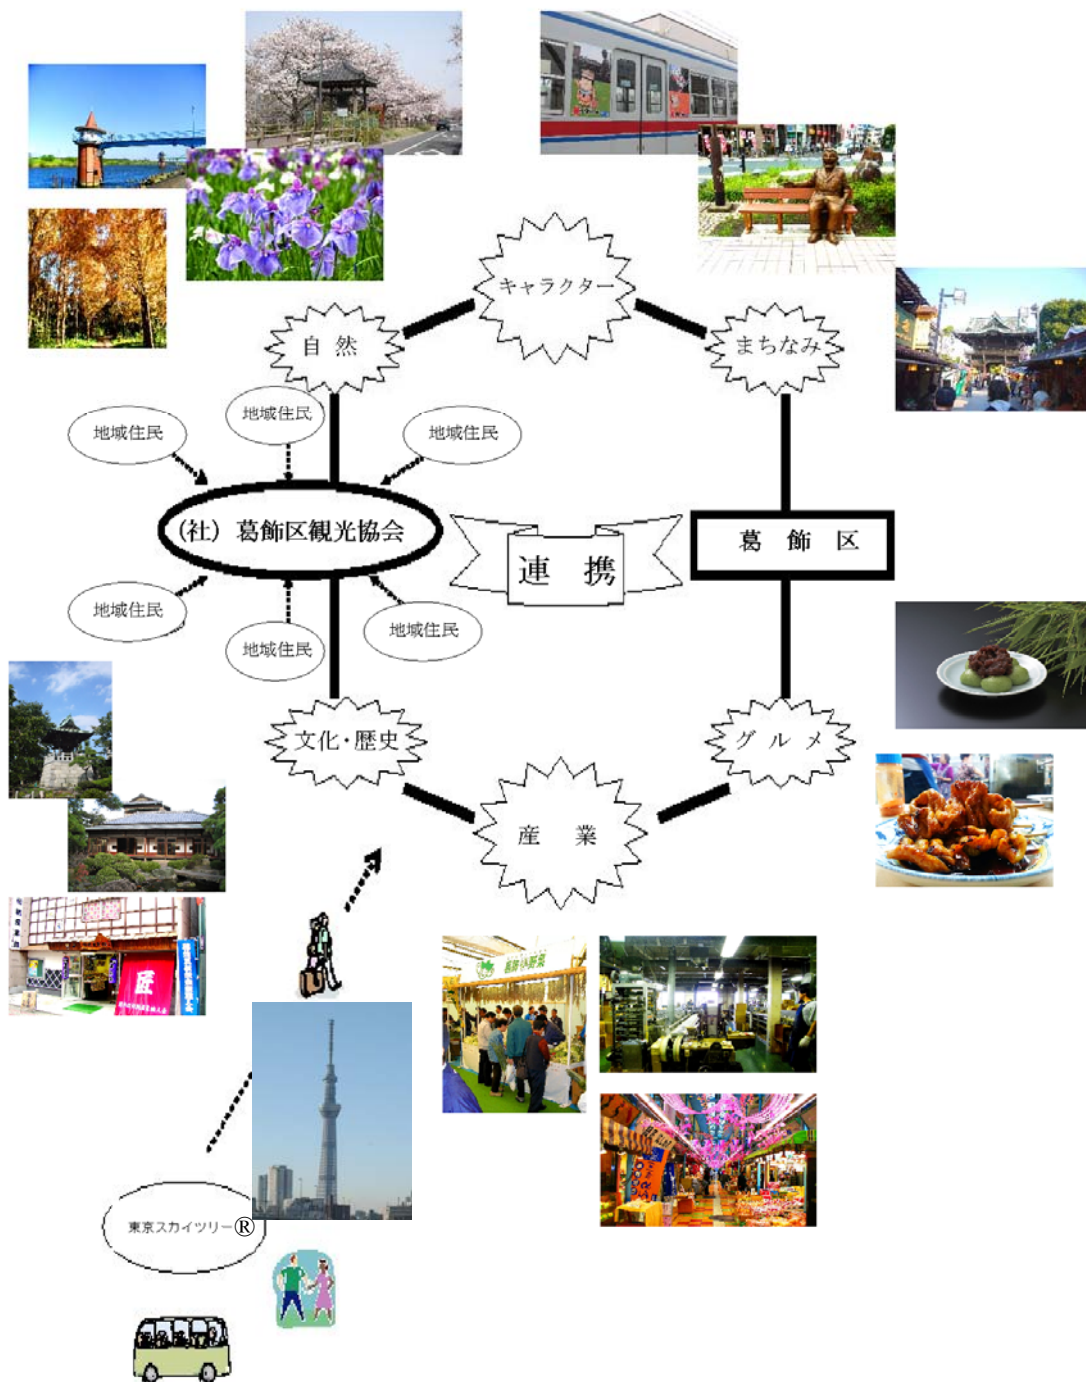 キャラクター
自 然
まちなみ
地域住民
地域住民
地域住民
(社) 葛飾区観光協会
連 携
葛 飾 区
地域住民
地域住民
地域住民
文化・歴史
グ ル メ
産 業
匠
東京スカイツリー®